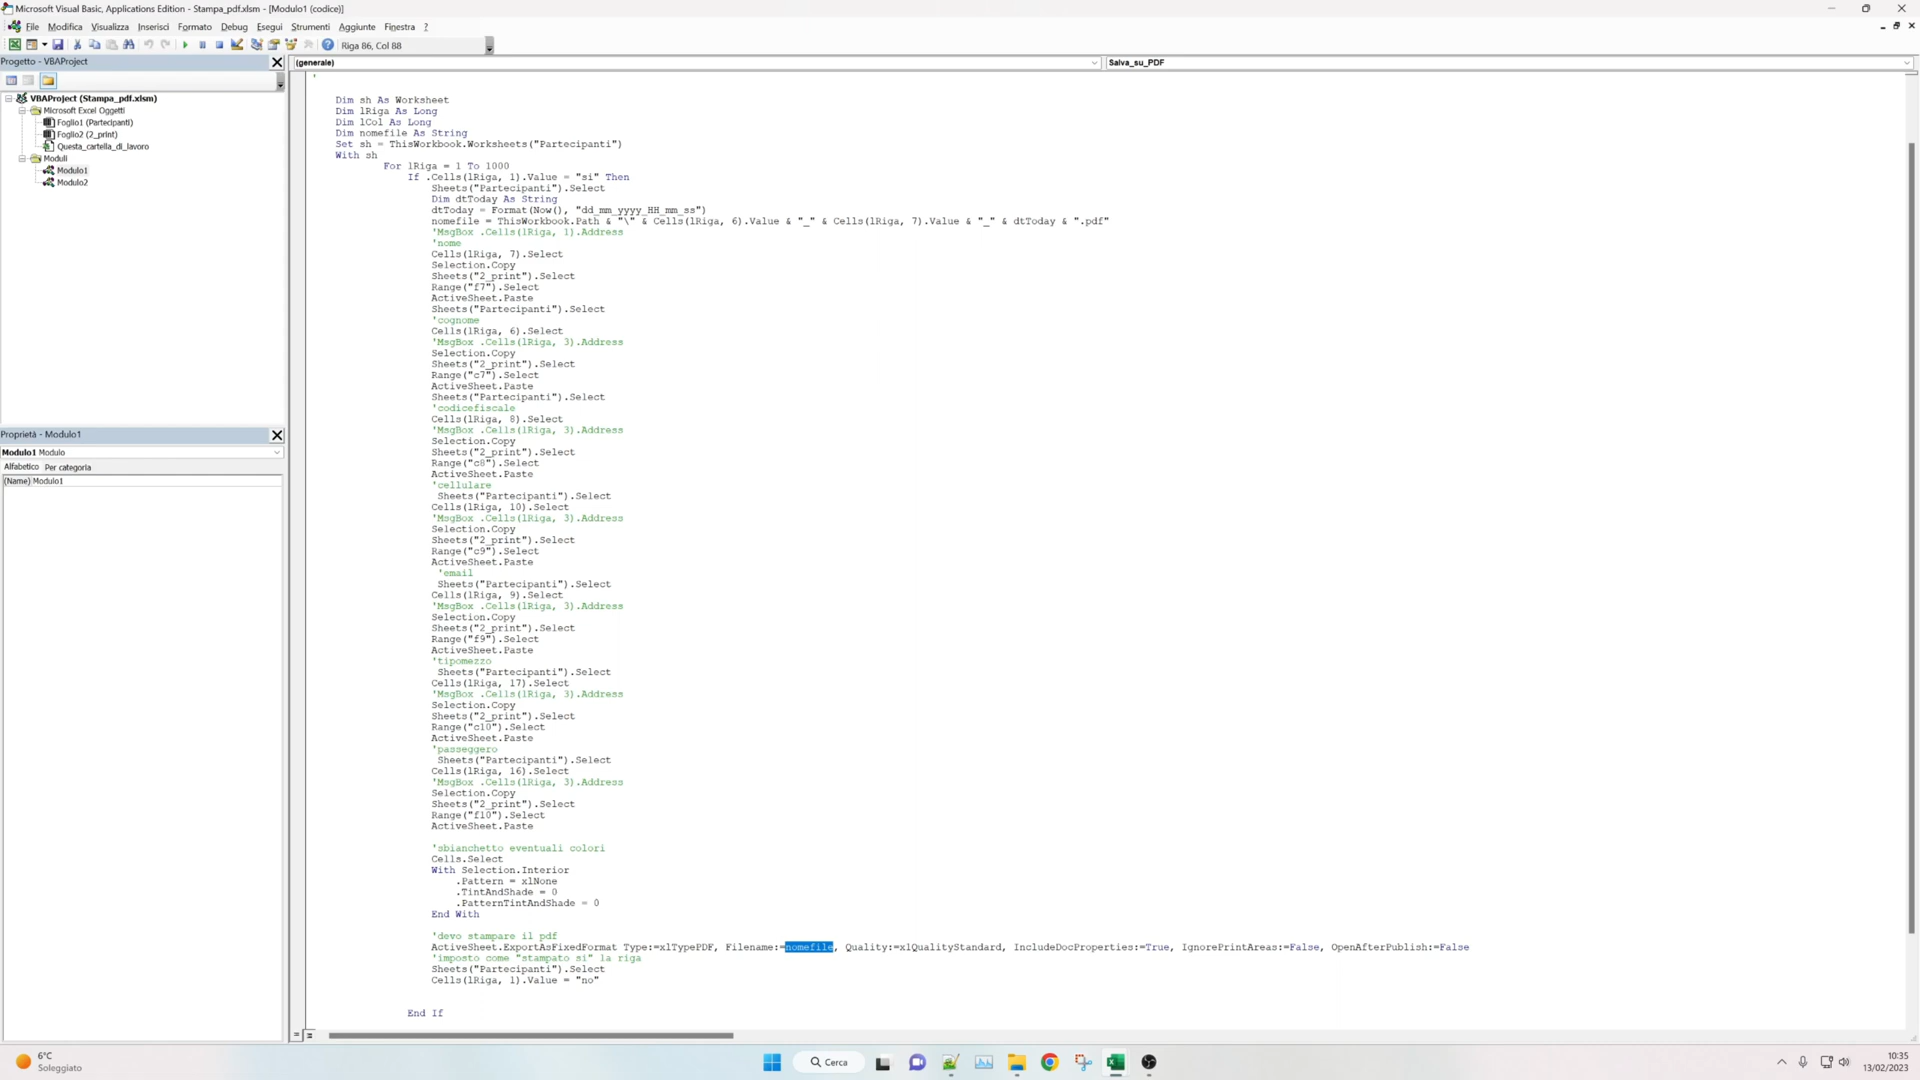 Microsoft Visual Basic, Applications Edition - Stampa_pdf.xlsm - [Modulo1 (codice)]
File Modifica Visualizza Inserisci Formato Debug Esegui Strumenti Aggiunte Finestra ?
Riga 86, Col 88
Progetto - VBAProject
VBAProject (Stampa_pdf.xlsm)
Microsoft Excel Oggetti
Foglio1 (Partecipanti)
Foglio2 (2_print)
Questa_cartella_di_lavoro
Moduli
Modulo1
Modulo2
Proprietà - Modulo1
Modulo1 Modulo
Alfabetico Per categoria
(Name) Modulo1
(generale)
Salva_su_PDF
'
Dim sh As Worksheet
Dim lRiga As Long
Dim lCol As Long
Dim nomefile As String
Set sh = ThisWorkbook.Worksheets("Partecipanti")
With sh
For lRiga = 1 To 1000
If .Cells(lRiga, 1).Value = "si" Then
Sheets("Partecipanti").Select
Dim dtToday As String
dtToday = Format(Now(), "dd_mm_yyyy_HH_mm_ss")
nomefile = ThisWorkbook.Path & "\" & Cells(lRiga, 6).Value & "_" & Cells(lRiga, 7).Value & "_" & dtToday & ".pdf"
'MsgBox .Cells(lRiga, 1).Address
'nome
Cells(lRiga, 7).Select
Selection.Copy
Sheets("2_print").Select
Range("f7").Select
ActiveSheet.Paste
Sheets("Partecipanti").Select
'cognome
Cells(lRiga, 6).Select
'MsgBox .Cells(lRiga, 3).Address
Selection.Copy
Sheets("2_print").Select
Range("c7").Select
ActiveSheet.Paste
Sheets("Partecipanti").Select
'codicefiscale
Cells(lRiga, 8).Select
'MsgBox .Cells(lRiga, 3).Address
Selection.Copy
Sheets("2_print").Select
Range("c8").Select
ActiveSheet.Paste
'cellulare
Sheets("Partecipanti").Select
Cells(lRiga, 10).Select
'MsgBox .Cells(lRiga, 3).Address
Selection.Copy
Sheets("2_print").Select
Range("c9").Select
ActiveSheet.Paste
'email
Sheets("Partecipanti").Select
Cells(lRiga, 9).Select
'MsgBox .Cells(lRiga, 3).Address
Selection.Copy
Sheets("2_print").Select
Range("f9").Select
ActiveSheet.Paste
'tipomezzo
Sheets("Partecipanti").Select
Cells(lRiga, 17).Select
'MsgBox .Cells(lRiga, 3).Address
Selection.Copy
Sheets("2_print").Select
Range("c10").Select
ActiveSheet.Paste
'passeggero
Sheets("Partecipanti").Select
Cells(lRiga, 16).Select
'MsgBox .Cells(lRiga, 3).Address
Selection.Copy
Sheets("2_print").Select
Range("f10").Select
ActiveSheet.Paste
'sbianchetto eventuali colori
Cells.Select
With Selection.Interior
.Pattern = xlNone
.TintAndShade = 0
.PatternTintAndShade = 0
End With
'devo stampare il pdf
ActiveSheet.ExportAsFixedFormat Type:=xlTypePDF, Filename:=nomefile, Quality:=xlQualityStandard, IncludeDocProperties:=True, IgnorePrintAreas:=False, OpenAfterPublish:=False
'imposto come "stampato si" la riga
Sheets("Partecipanti").Select
Cells(lRiga, 1).Value = "no"
End If
6°C
Soleggiato
Cerca
10:35
13/02/2023